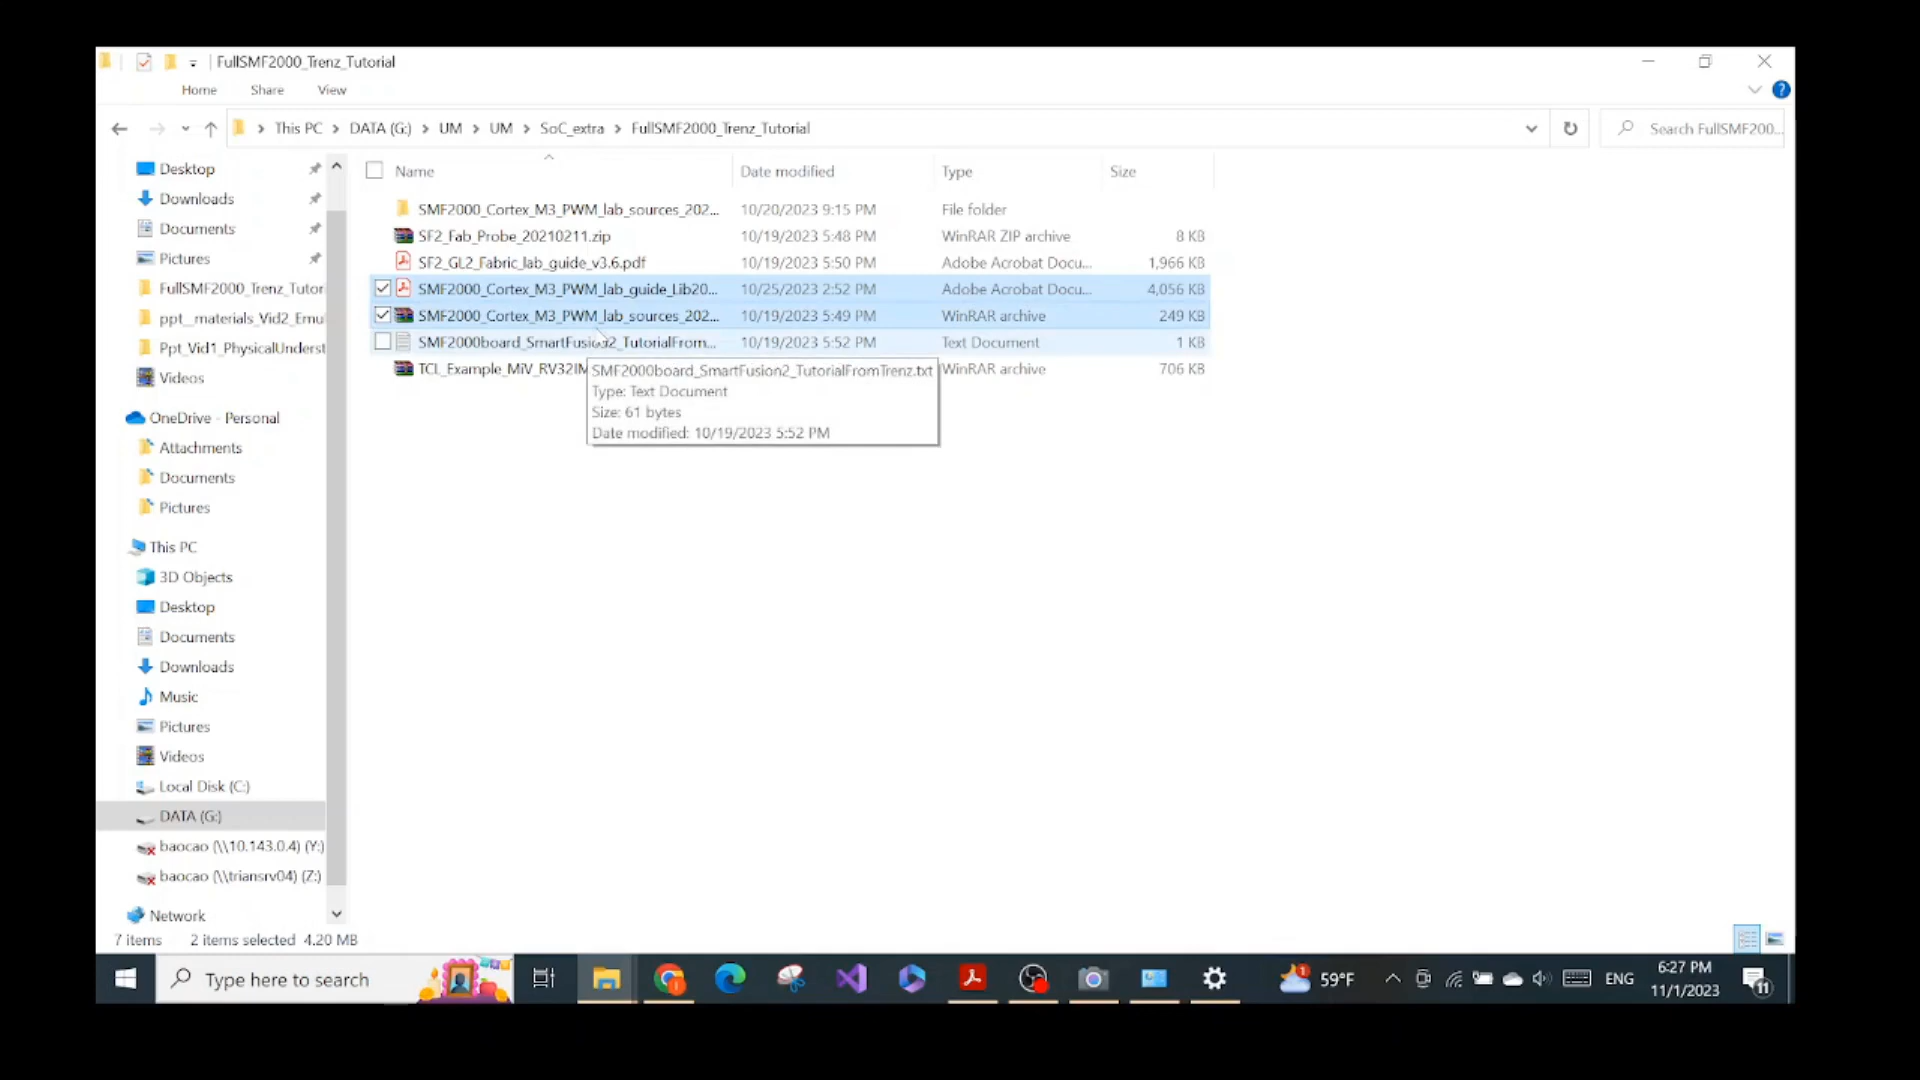 FullSMF2000_Trenz_Tutorial
Home Share View
This PC > DATA (G:) > UM > UM > SoC_extra > FullSMF2000_Trenz_Tutorial
Search FullSMF200...
Name Date modified Type Size
SMF2000_Cortex_M3_PWM_lab_sources_202... 10/20/2023 9:15 PM File folder
SF2_Fab_Probe_20210211.zip 10/19/2023 5:48 PM WinRAR ZIP archive 8 KB
SF2_GL2_Fabric_lab_guide_v3.6.pdf 10/19/2023 5:50 PM Adobe Acrobat Docu... 1,966 KB
SMF2000_Cortex_M3_PWM_lab_guide_Lib20... 10/25/2023 2:52 PM Adobe Acrobat Docu... 4,056 KB
SMF2000_Cortex_M3_PWM_lab_sources_202... 10/19/2023 5:49 PM WinRAR archive 249 KB
SMF2000board_SmartFusion2_TutorialFrom... 10/19/2023 5:52 PM Text Document 1 KB
TCL_Example_MiV_RV32IM WinRAR archive 706 KB
SMF2000board_SmartFusion2_TutorialFromTrenz.txt
Type: Text Document
Size: 61 bytes
Date modified: 10/19/2023 5:52 PM
Desktop
Downloads
Documents
Pictures
FullSMF2000_Trenz_Tutor
ppt__materials_Vid2_Emu
Ppt_Vid1_PhysicalUnderst
Videos
OneDrive - Personal
Attachments
Documents
Pictures
This PC
3D Objects
Desktop
Documents
Downloads
Music
Pictures
Videos
Local Disk (C:)
DATA (G:)
baocao (\\10.143.0.4) (Y:)
baocao (\\triansrv04) (Z:)
Network
7 items 2 items selected 4.20 MB
Type here to search
59°F
ENG
6:27 PM
11/1/2023
11